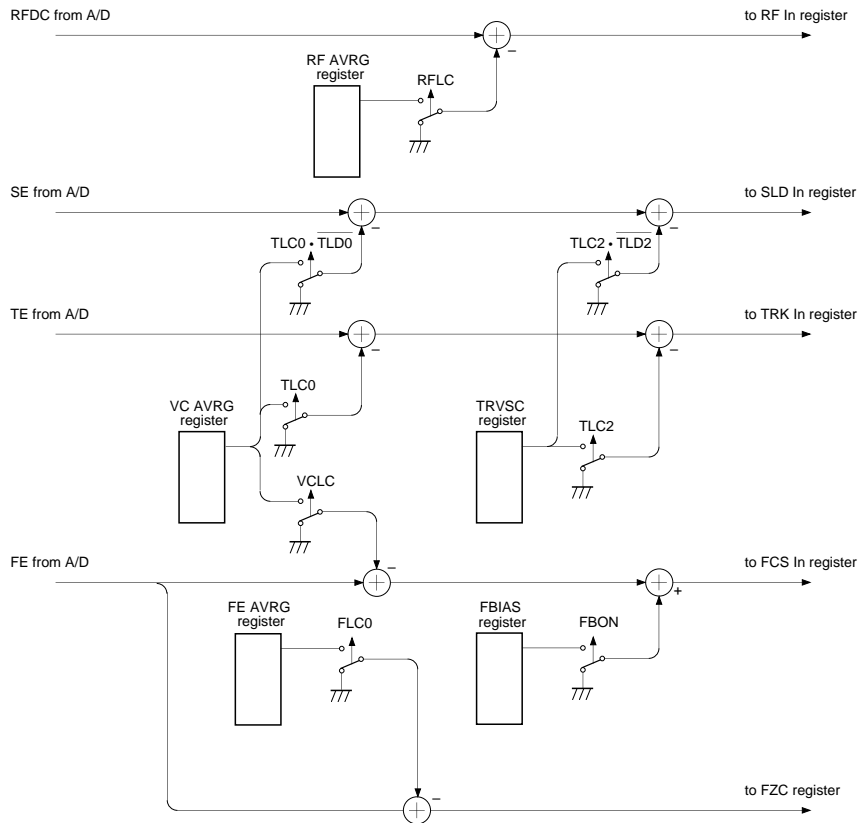 RFDC from A/D
to RF In register
–
RF AVRG
register
RFLC
SE from A/D
to SLD In register
–
–
TLC0 • T̅L̅D̅0̅
TLC2 • T̅L̅D̅2̅
TE from A/D
to TRK In register
–
–
TLC0
VC AVRG
register
TRVSC
register
TLC2
VCLC
FE from A/D
to FCS In register
–
+
FE AVRG
register
FLC0
FBIAS
register
FBON
to FZC register
–